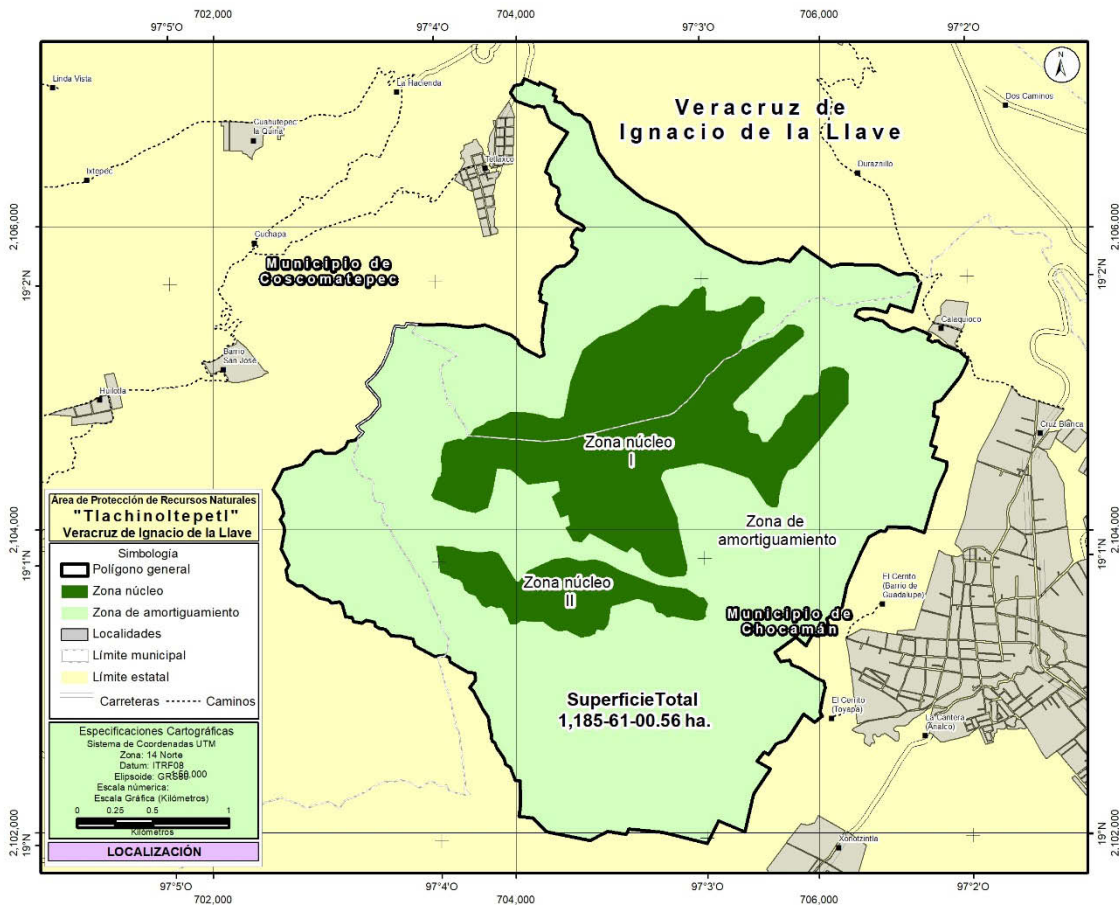 702,000
704,000
706,000
97°5'O
97°4'O
97°3'O
97°2'O
Linda Vista
La Hacienda
Dos Caminos
Veracruz de
Ignacio de la Llave
Cuahutepec
la Quiria
Tetlaxco
Duraznillo
Ixtepec
2,106,000
2,106,000
Cuchapa
Municipio de
Coscomatepec
19°2'N
19°2'N
Calaquioco
Barrio
San José
Huilotla
Cruz Blanca
Zona núcleo
I
Zona de
amortiguamiento
2,104,000
2,104,000
19°1'N
19°1'N
Zona núcleo
II
El Cerrito
(Barrio de
Guadalupe)
Municipio de
Chocamán
Superficie Total
1,185-61-00.56 ha.
El Cerrito
(Toyapa)
La Cantera
(Analco)
Xonotzintla
2,102,000
2,102,000
19°N
19°N
Área de Protección de Recursos Naturales
"Tlachinoltepetl"
Veracruz de Ignacio de la Llave
Simbología
Polígono general
Zona núcleo
Zona de amortiguamiento
Localidades
Límite municipal
Límite estatal
Carreteras
Caminos
Especificaciones Cartográficas
Sistema de Coordenadas UTM
Zona: 14 Norte
Datum: ITRF08
Elipsoide:
Escala númerica:
Escala Gráfica (Kilómetros)
0 0.25 0.5 1
Kilómetros
LOCALIZACIÓN
97°5'O
97°4'O
97°3'O
97°2'O
702,000
704,000
706,000